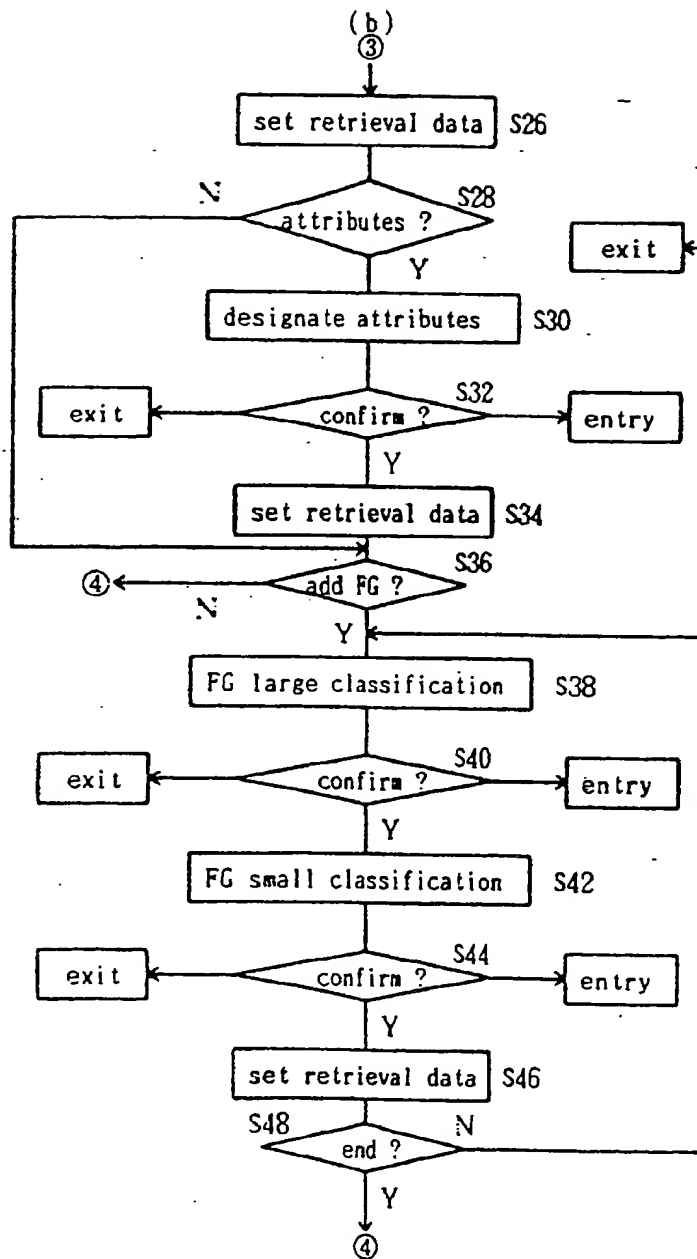 (b)
③
set retrieval data S26
N
S28
attributes ?
Y
exit
designate attributes S30
S32
exit
confirm ?
entry
Y
set retrieval data S34
S36
④
add FG ?
N
Y
FG large classification S38
S40
exit
confirm ?
entry
Y
FG small classification S42
S44
exit
confirm ?
entry
Y
set retrieval data S46
S48
end ?
N
Y
④